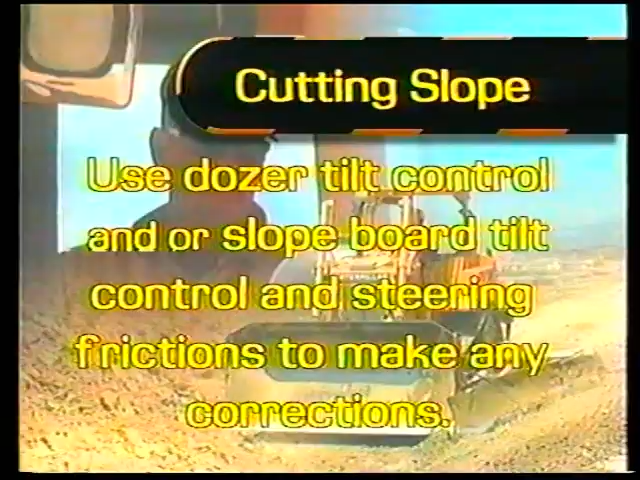 Cutting Slope
Use dozer tilt control
and or slope board tilt
control and steering
frictions to make any
corrections.